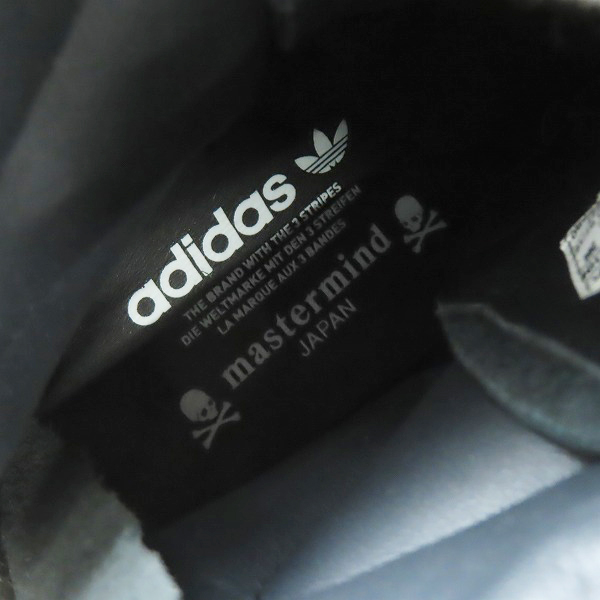 adidas
THE BRAND WITH THE 3 STRIPES
DIE WELTMARKE MIT DEN 3 STREIFEN
LA MARQUE AUX 3 BANDES
mastermind
JAPAN